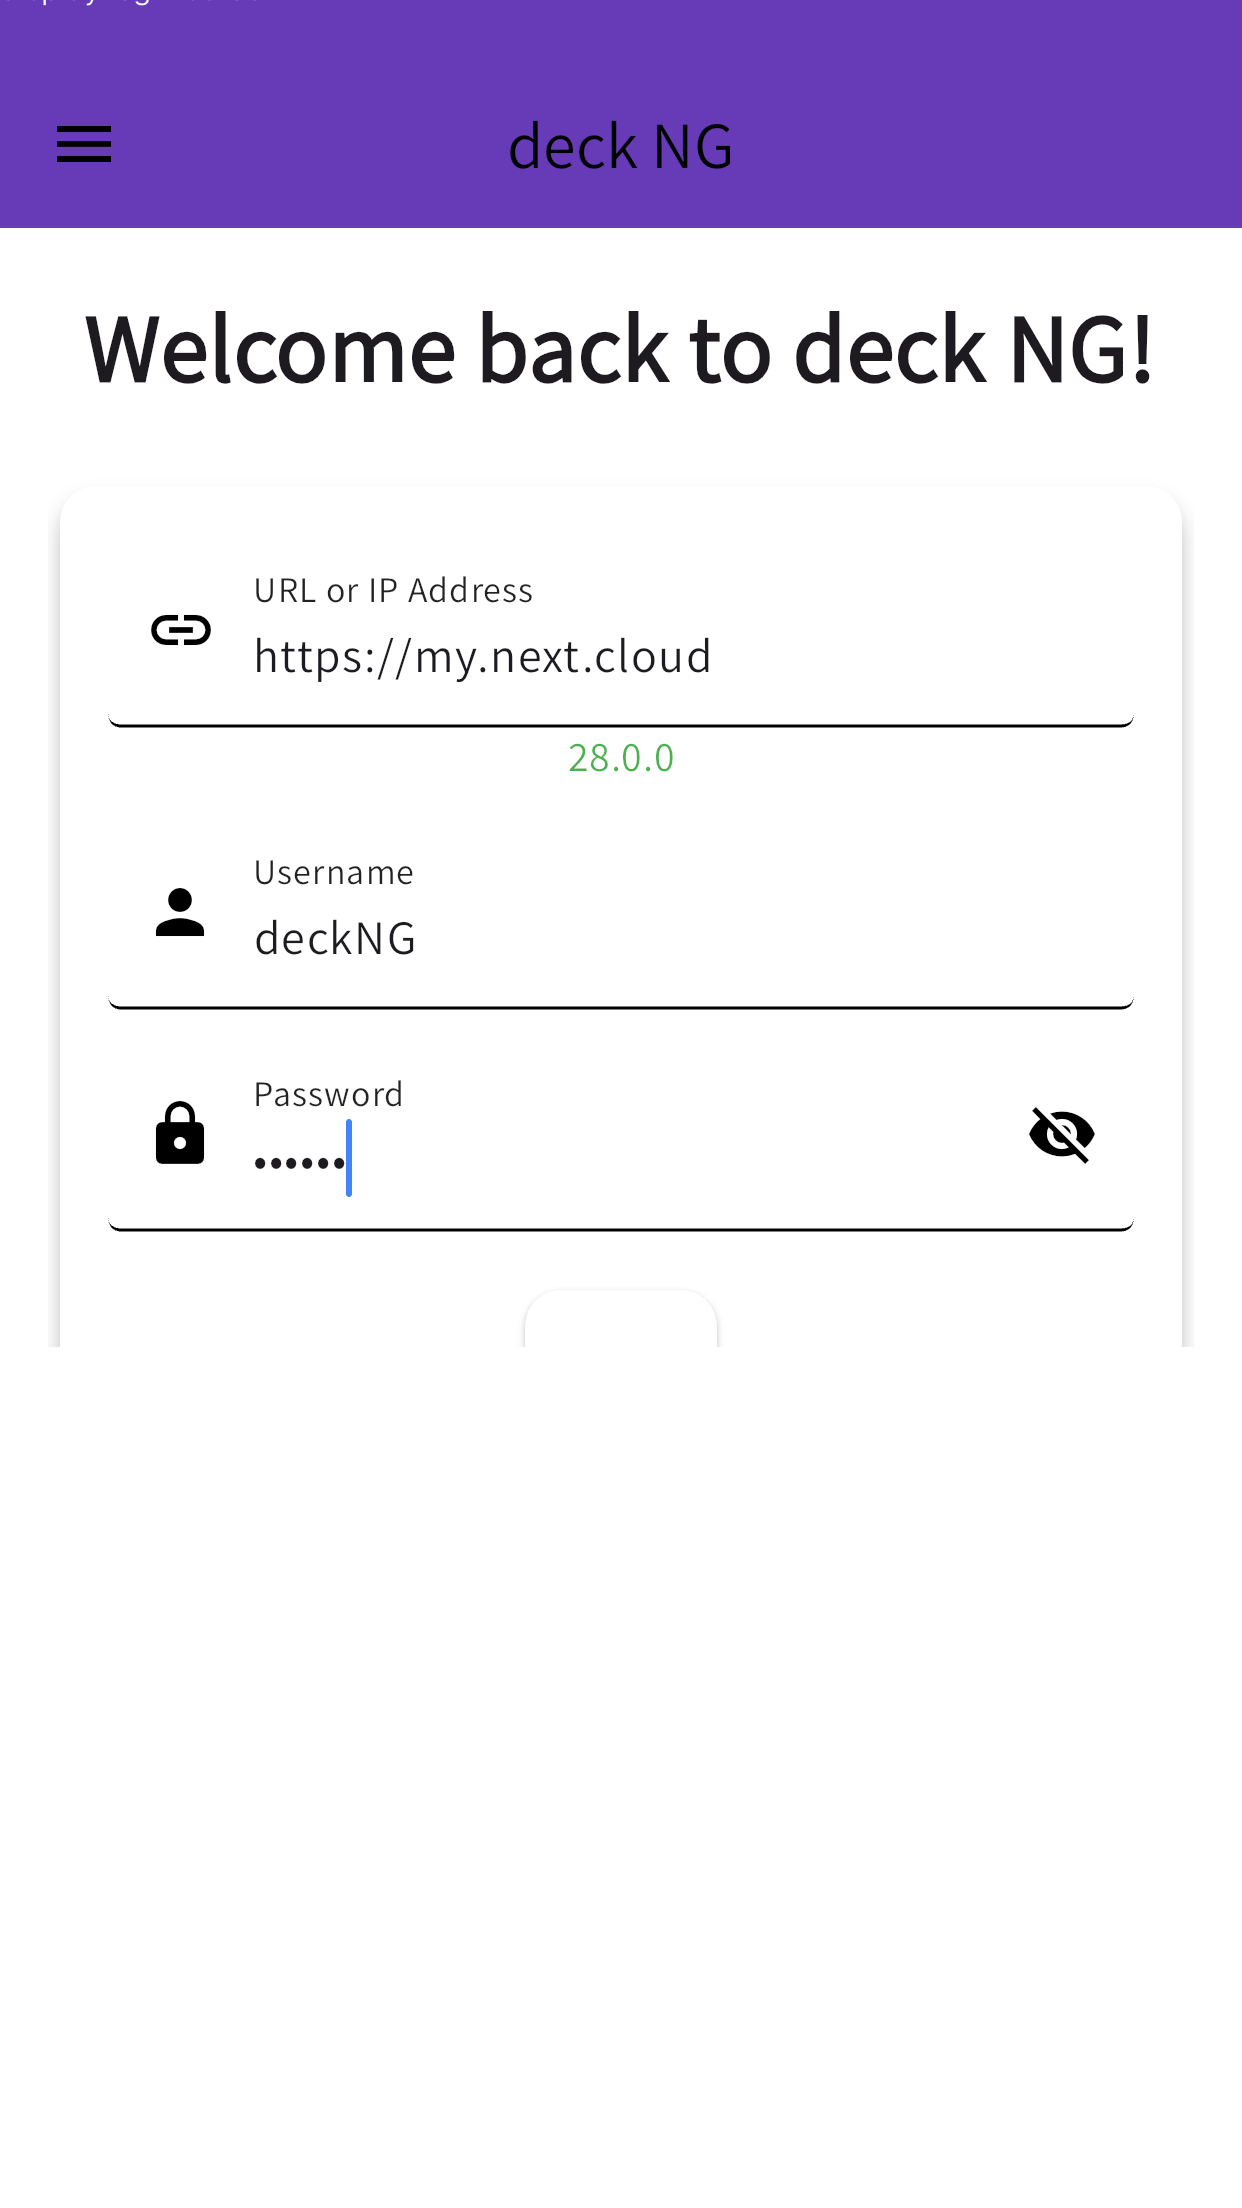 deck NG
Welcome back to deck NG!
URL or IP Address
https://my.next.cloud
28.0.0
Username
deckNG
Password
••••••